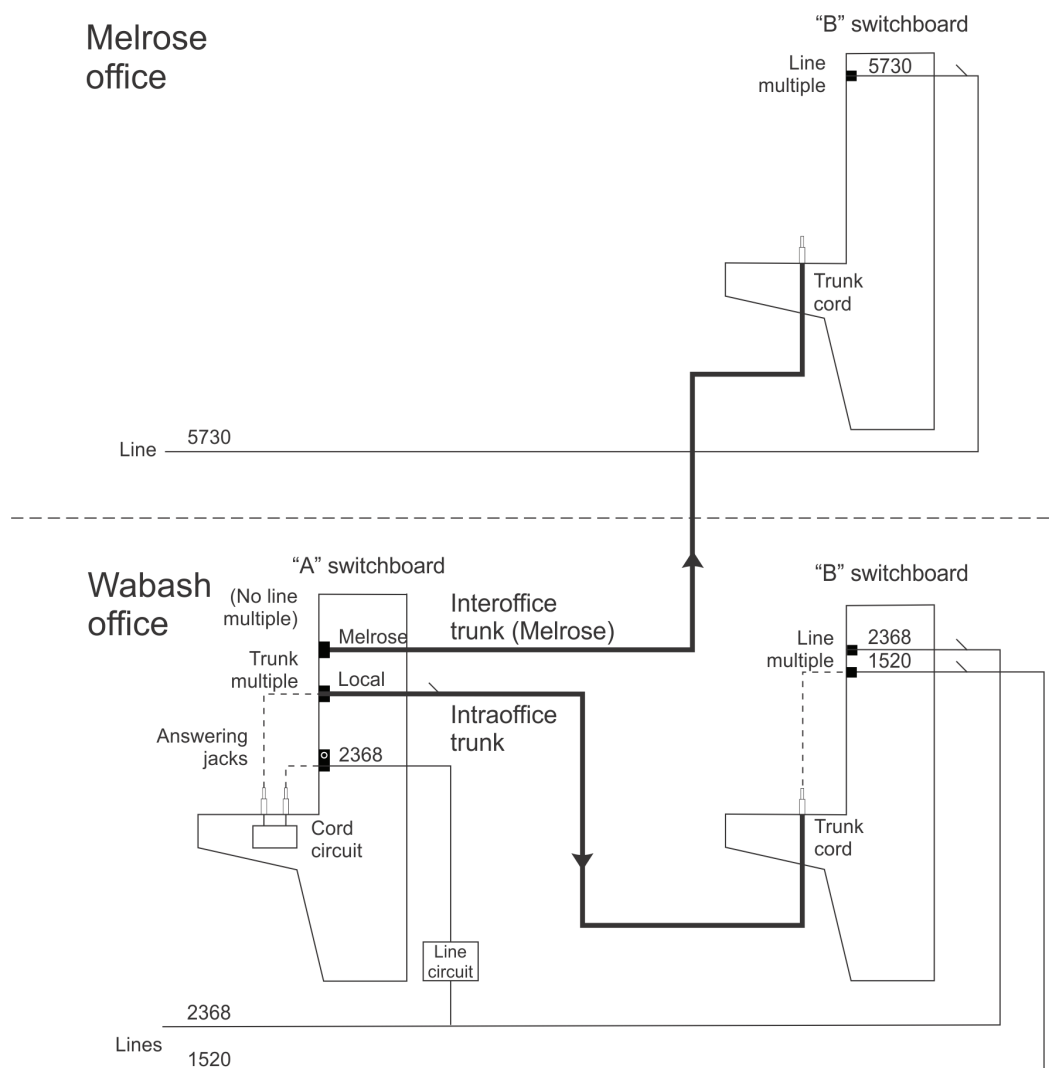 Melrose
office
“B” switchboard
Line
multiple
5730
Trunk
cord
5730
Line
Wabash
office
“A” switchboard
(No line
multiple)
Melrose
Interoffice
trunk (Melrose)
Trunk
multiple
Local
Intraoffice
trunk
Answering
jacks
2368
Cord
circuit
Line
circuit
“B” switchboard
Line
multiple
2368
1520
Trunk
cord
2368
Lines
1520